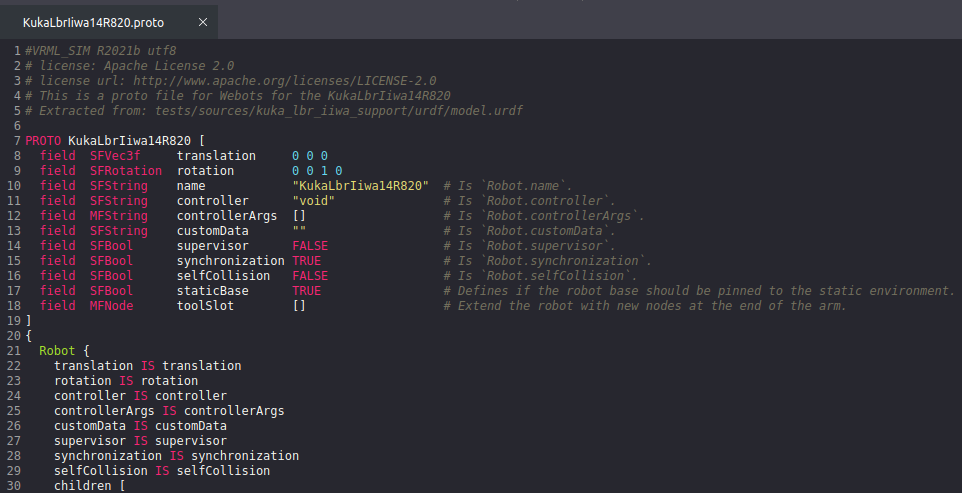 KukaLbrIiwa14R820.proto ×
1 #VRML_SIM R2021b utf8
2 # license: Apache License 2.0
3 # license url: http://www.apache.org/licenses/LICENSE-2.0
4 # This is a proto file for Webots for the KukaLbrIiwa14R820
5 # Extracted from: tests/sources/kuka_lbr_iiwa_support/urdf/model.urdf
6
7 PROTO KukaLbrIiwa14R820 [
8   field  SFVec3f     translation     0 0 0
9   field  SFRotation  rotation        0 0 1 0
10   field  SFString    name            "KukaLbrIiwa14R820"  # Is `Robot.name`.
11   field  SFString    controller      "void"               # Is `Robot.controller`.
12   field  MFString    controllerArgs  []                   # Is `Robot.controllerArgs`.
13   field  SFString    customData      ""                   # Is `Robot.customData`.
14   field  SFBool      supervisor      FALSE                # Is `Robot.supervisor`.
15   field  SFBool      synchronization TRUE                 # Is `Robot.synchronization`.
16   field  SFBool      selfCollision   FALSE                # Is `Robot.selfCollision`.
17   field  SFBool      staticBase      TRUE                 # Defines if the robot base should be pinned to the static environment.
18   field  MFNode      toolSlot        []                   # Extend the robot with new nodes at the end of the arm.
19 ]
20 {
21   Robot {
22     translation IS translation
23     rotation IS rotation
24     controller IS controller
25     controllerArgs IS controllerArgs
26     customData IS customData
27     supervisor IS supervisor
28     synchronization IS synchronization
29     selfCollision IS selfCollision
30     children [